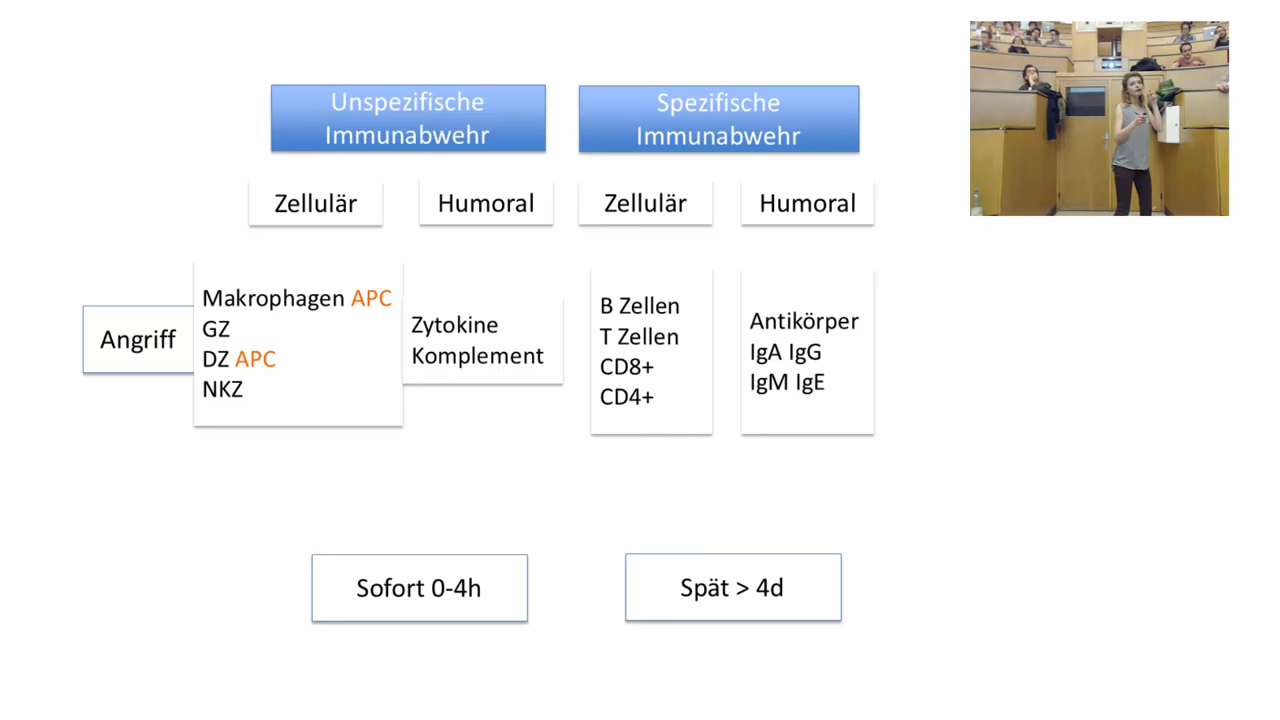 Unspezifische
Immunabwehr
Spezifische
Immunabwehr
Zellulär
Humoral
Zellulär
Humoral
Angriff
Makrophagen APC
GZ
DZ APC
NKZ
Zytokine
Komplement
B Zellen
T Zellen
CD8+
CD4+
Antikörper
IgA IgG
IgM IgE
Sofort 0-4h
Spät > 4d